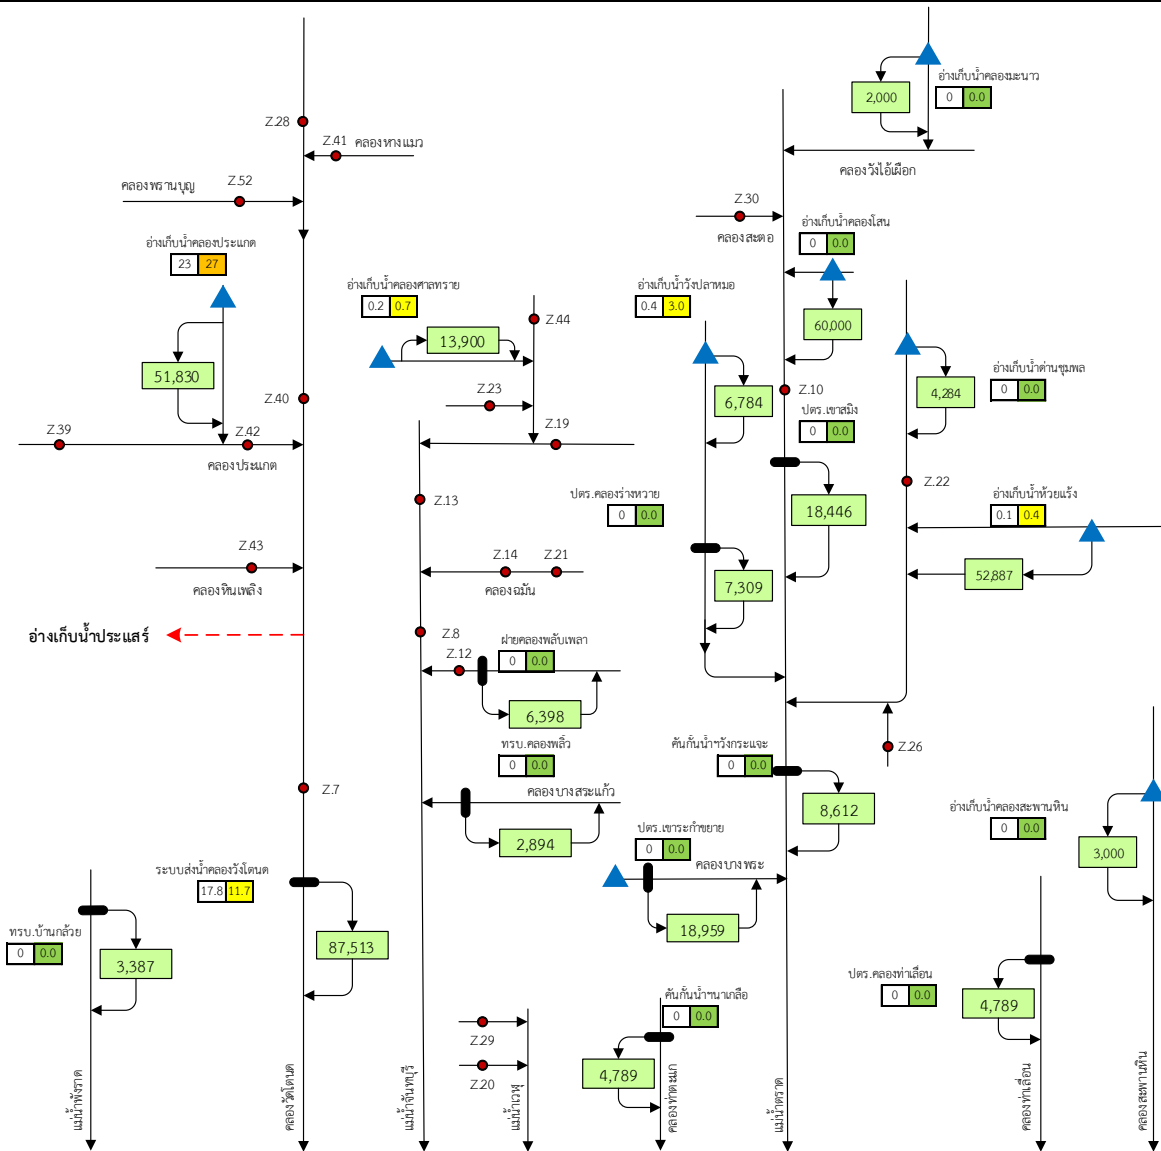 อ่างเก็บน้ำคลองมะนาว
2,000
0 0.0
Z.28
Z.41 คลองหางแมว
คลองวังไอ้เผือก
คลองพรานบุญ
Z.52
Z.30
อ่างเก็บน้ำคลองโสน
0 0.0
คลองสะตอ
อ่างเก็บน้ำคลองประแกต
23 27
อ่างเก็บน้ำคลองศาลทราย
0.2 0.7
อ่างเก็บน้ำวังปลาหมอ
0.4 3.0
Z.44
60,000
13,900
51,830
อ่างเก็บน้ำด่านชุมพล
0 0.0
4,284
Z.23
Z.40
6,784
Z.10
ปตร.เขาสมิง
0 0.0
Z.39
Z.42
Z.19
คลองประแกต
Z.22
Z.13
ปตร.คลองร่างหวาย
0 0.0
18,446
อ่างเก็บน้ำห้วยแร้ง
0.1 0.4
Z.43
Z.14
Z.21
52,887
คลองหินเพลิง
คลองฉมัน
7,309
อ่างเก็บน้ำประแสร์
Z.8
ฝายคลองพลับเพลา
Z.12
0 0.0
6,398
ทรบ.คลองพลิ้ว
0 0.0
คันกั้นน้ำฯวังกระแจะ
0 0.0
Z.26
Z.7
คลองบางสระแก้ว
8,612
2,894
อ่างเก็บน้ำคลองสะพานหิน
0 0.0
ปตร.เขาระกำขยาย
0 0.0
3,000
ระบบส่งน้ำคลองวังโตนด
17.8 11.7
คลองบางพระ
ทรบ.บ้านกล้วย
0 0.0
3,387
87,513
18,959
ปตร.คลองท่าเลื่อน
0 0.0
4,789
คันกั้นน้ำฯนาเกลือ
0 0.0
Z.29
Z.20
4,789
แม่น้ำพังราด
คลองวังโตนด
แม่น้ำจันทบุรี
แม่น้ำเวฬุ
คลองท่าตะแก
แม่น้ำตราด
คลองท่าเลื่อน
คลองสะพานหิน